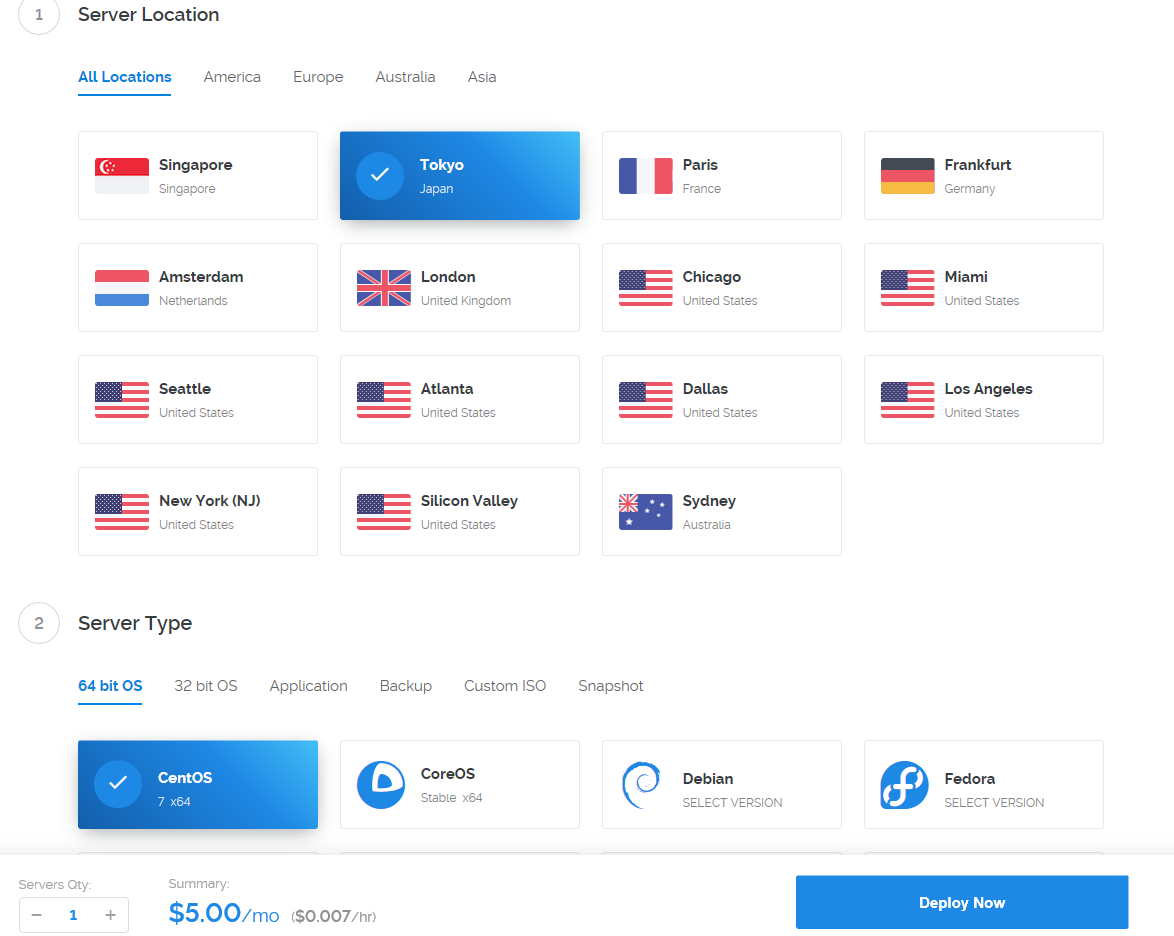 1
Server Location
All Locations America Europe Australia Asia
Singapore
Singapore
Tokyo
Japan
Paris
France
Frankfurt
Germany
Amsterdam
Netherlands
London
United Kingdom
Chicago
United States
Miami
United States
Seattle
United States
Atlanta
United States
Dallas
United States
Los Angeles
United States
New York (NJ)
United States
Silicon Valley
United States
Sydney
Australia
2
Server Type
64 bit OS 32 bit OS Application Backup Custom ISO Snapshot
CentOS
7 x64
CoreOS
Stable x64
Debian
SELECT VERSION
Fedora
SELECT VERSION
Servers Qty:
− 1 +
Summary:
$5.00/mo ($0.007/hr)
Deploy Now